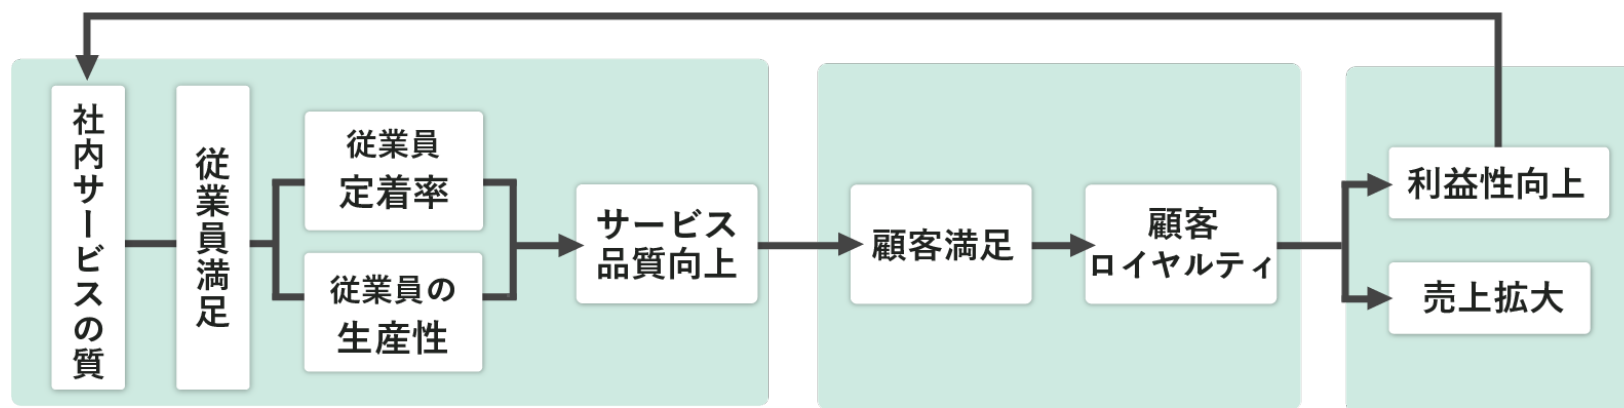 社内サービスの質
従業員満足
従業員
定着率
従業員の
生産性
サービス
品質向上
顧客満足
顧客
ロイヤルティ
利益性向上
売上拡大